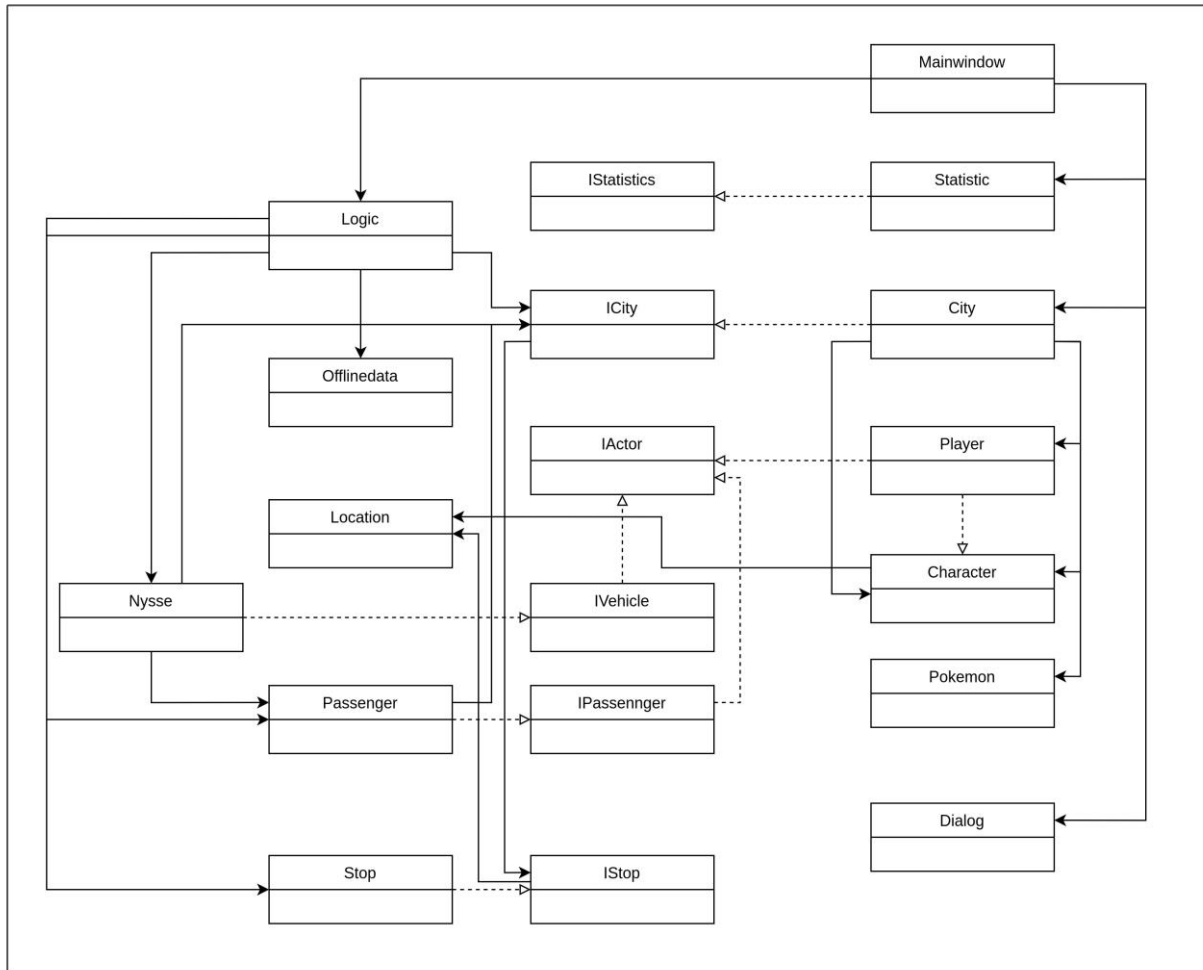 Mainwindow
IStatistics
Statistic
Logic
ICity
City
Offlinedata
IActor
Player
Location
Character
Nysse
IVehicle
Pokemon
Passenger
IPassennger
Dialog
Stop
IStop